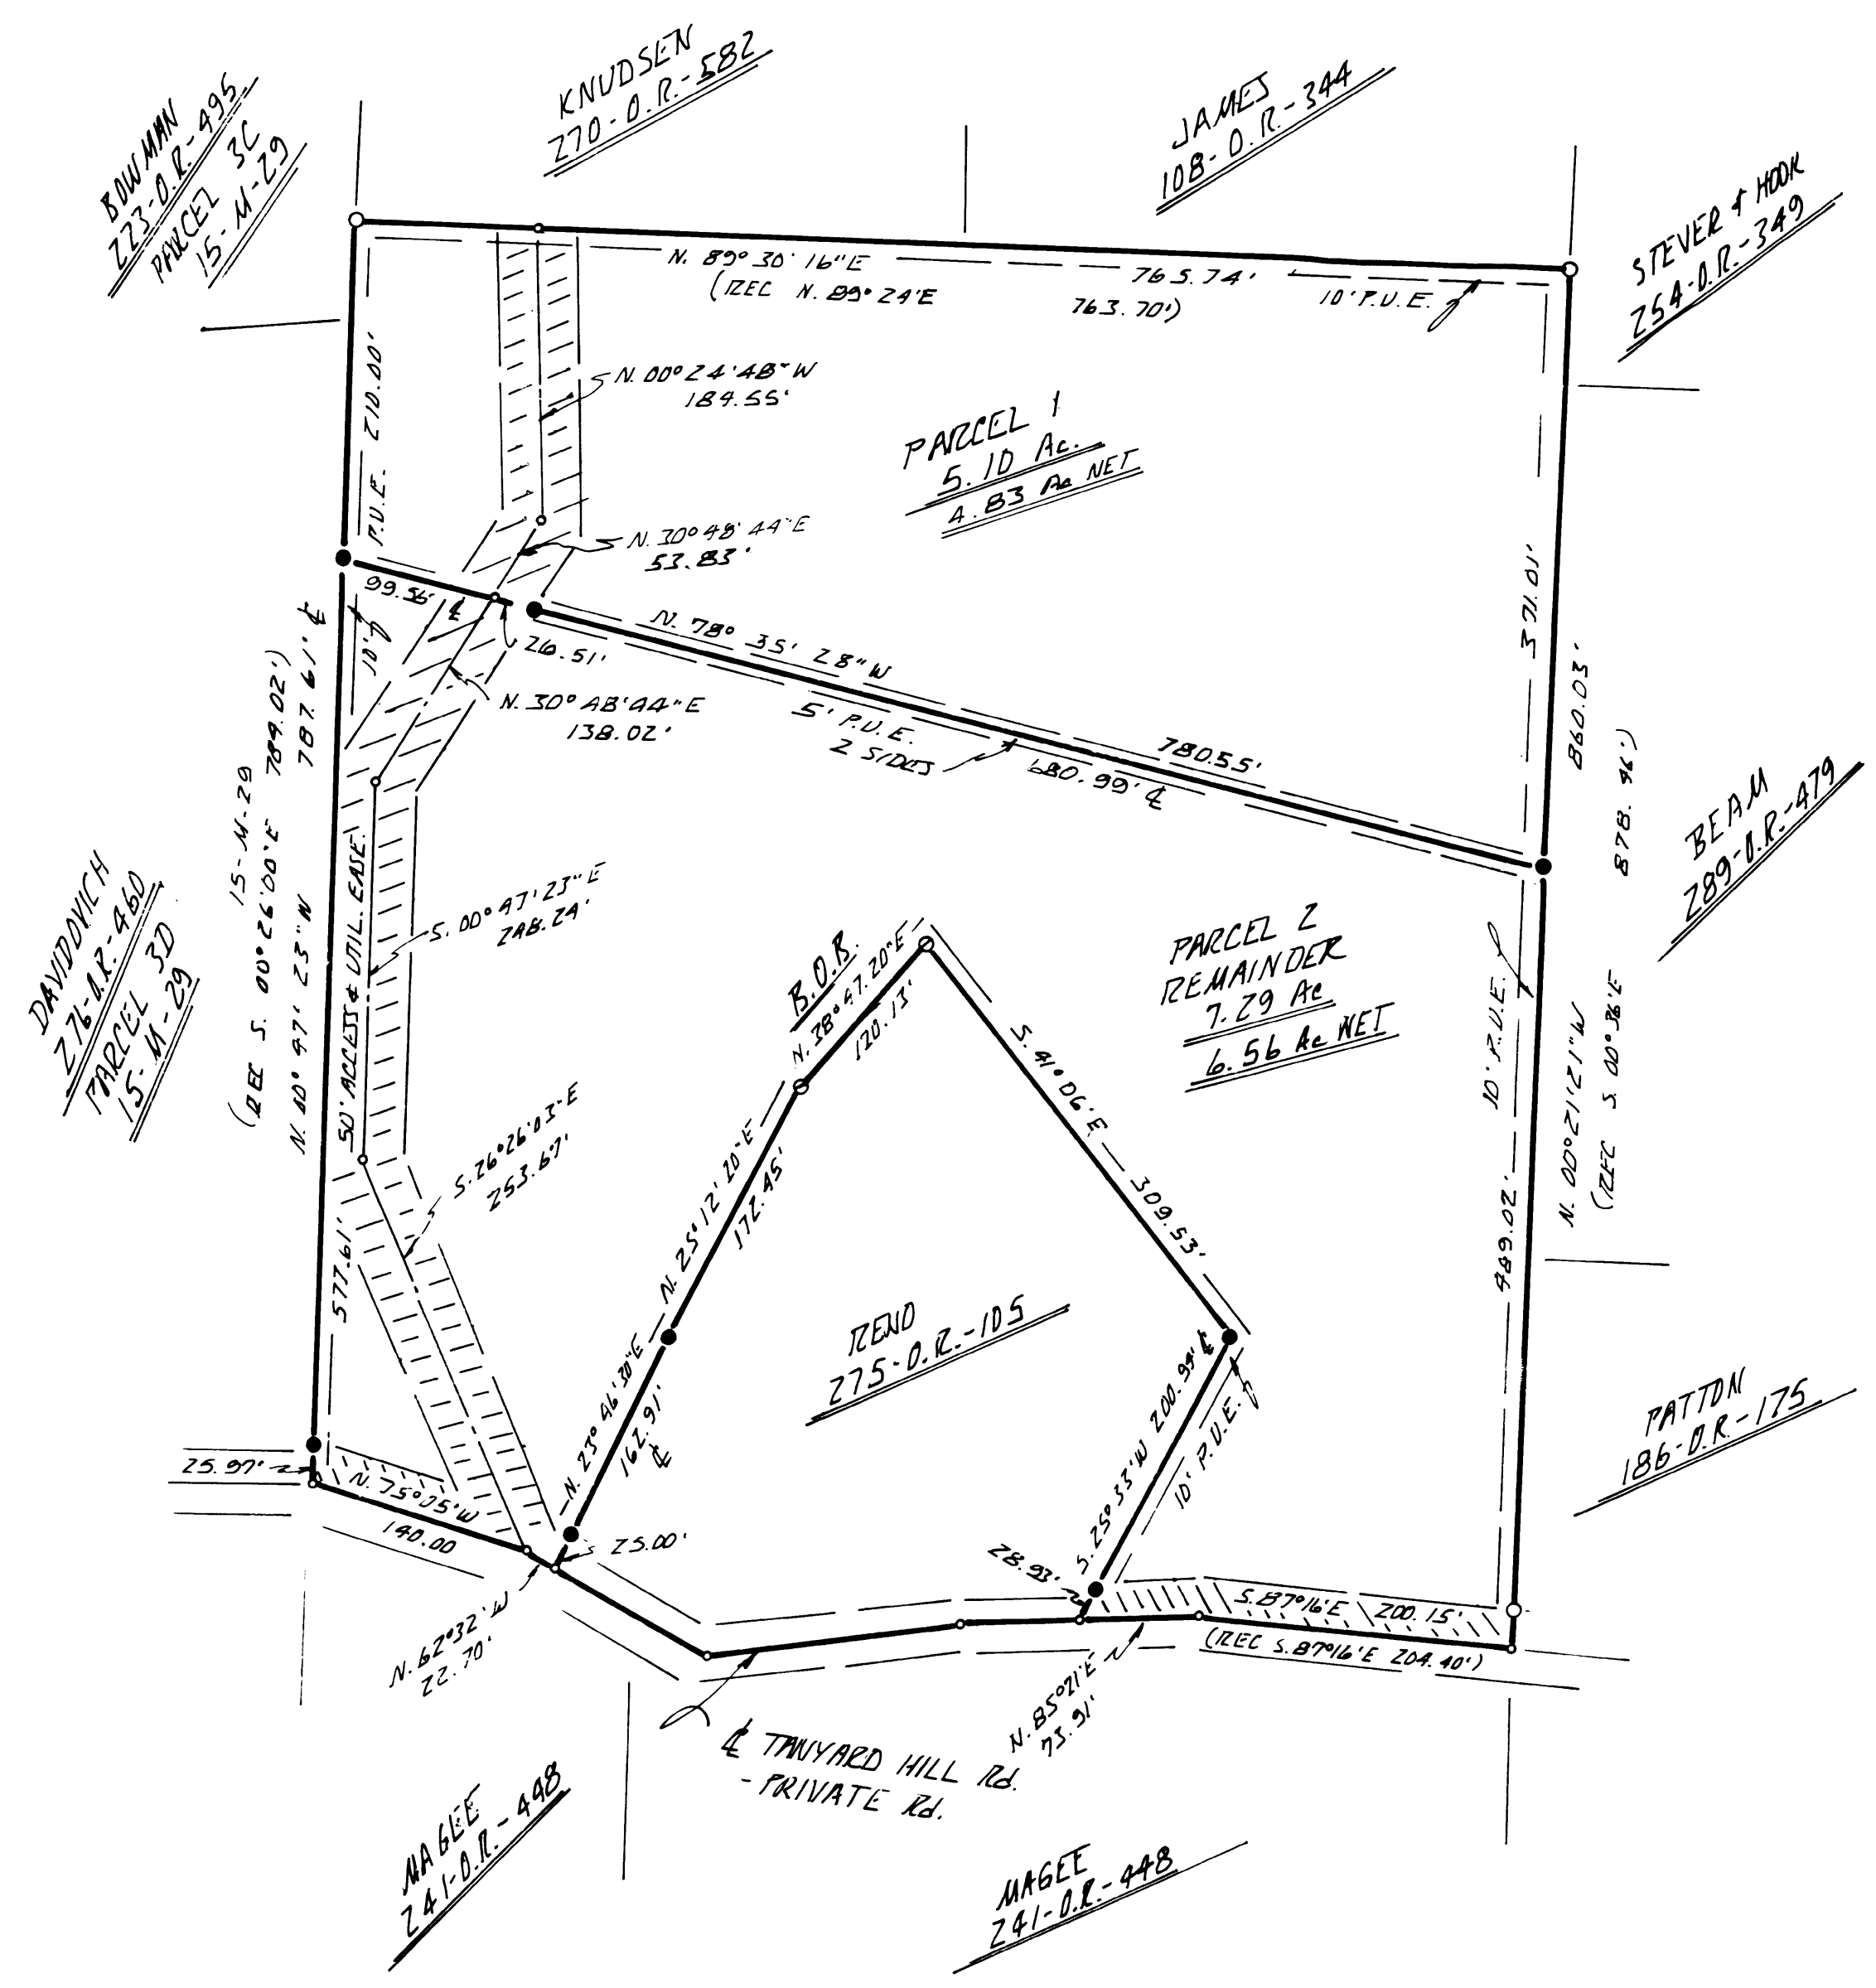 KNUDSEN
270-O.R.-582
JAMES
108-O.R.-344
BOWMAN
223-O.R.-495
PARCEL 3C
15-M-29
STEVER & HOOK
254-O.R.-349
N. 89° 30' 16"E 765.74'
(REC N. 89° 24'E 763.70')
10' P.U.E.
P.U.E. 210.00'
N. 00° 24' 48" W
184.55'
PARCEL 1
5.10 Ac.
4.83 Ac NET
N. 30° 48' 44" E
53.83'
371.01'
860.03'
99.56' ℄
10'
26.51'
N. 78° 35' 28" W
780.55'
5' P.U.E.
2 SIDES
680.99' ℄
N. 30° 48' 44" E
138.02'
15-M-29
(REC S. 00° 26' 00" E 789.02')
N. 00° 47' 23" W 787.61' ℄
878.46')
BEAM
289-O.R.-479
DAVIDOVICH
276-O.R.-460
PARCEL 3D
15-M-29
50' ACCESS & UTIL. EASE.
S. 00° 47' 23" E
248.24'
B.O.B.
N. 38° 47' 20" E
120.13'
PARCEL 2
REMAINDER
7.29 Ac
6.56 Ac NET
10' P.U.E.
N. 00° 21' 21" W
(REC S. 00° 36' E
S. 41° 06' E 309.53'
S. 26° 26' 03" E
253.67'
N. 25° 12' 20" E
172.45'
577.61'
489.02'
RENO
275-O.R.-105
N. 23° 46' 30" E
162.91'
℄
S. 25° 33' W 200.99' ℄
10' P.U.E.
PATTON
186-O.R.-175
25.97'
N. 75° 05' W
140.00
25.00'
28.93'
S. 87° 16' E 200.15'
(REC S. 87° 16' E 204.40')
N. 62° 32' W
22.70'
N. 85° 21' E
73.91'
℄ TANYARD HILL Rd.
- PRIVATE Rd.
MAGEE
241-O.R.-448
MAGEE
241-O.R.-448